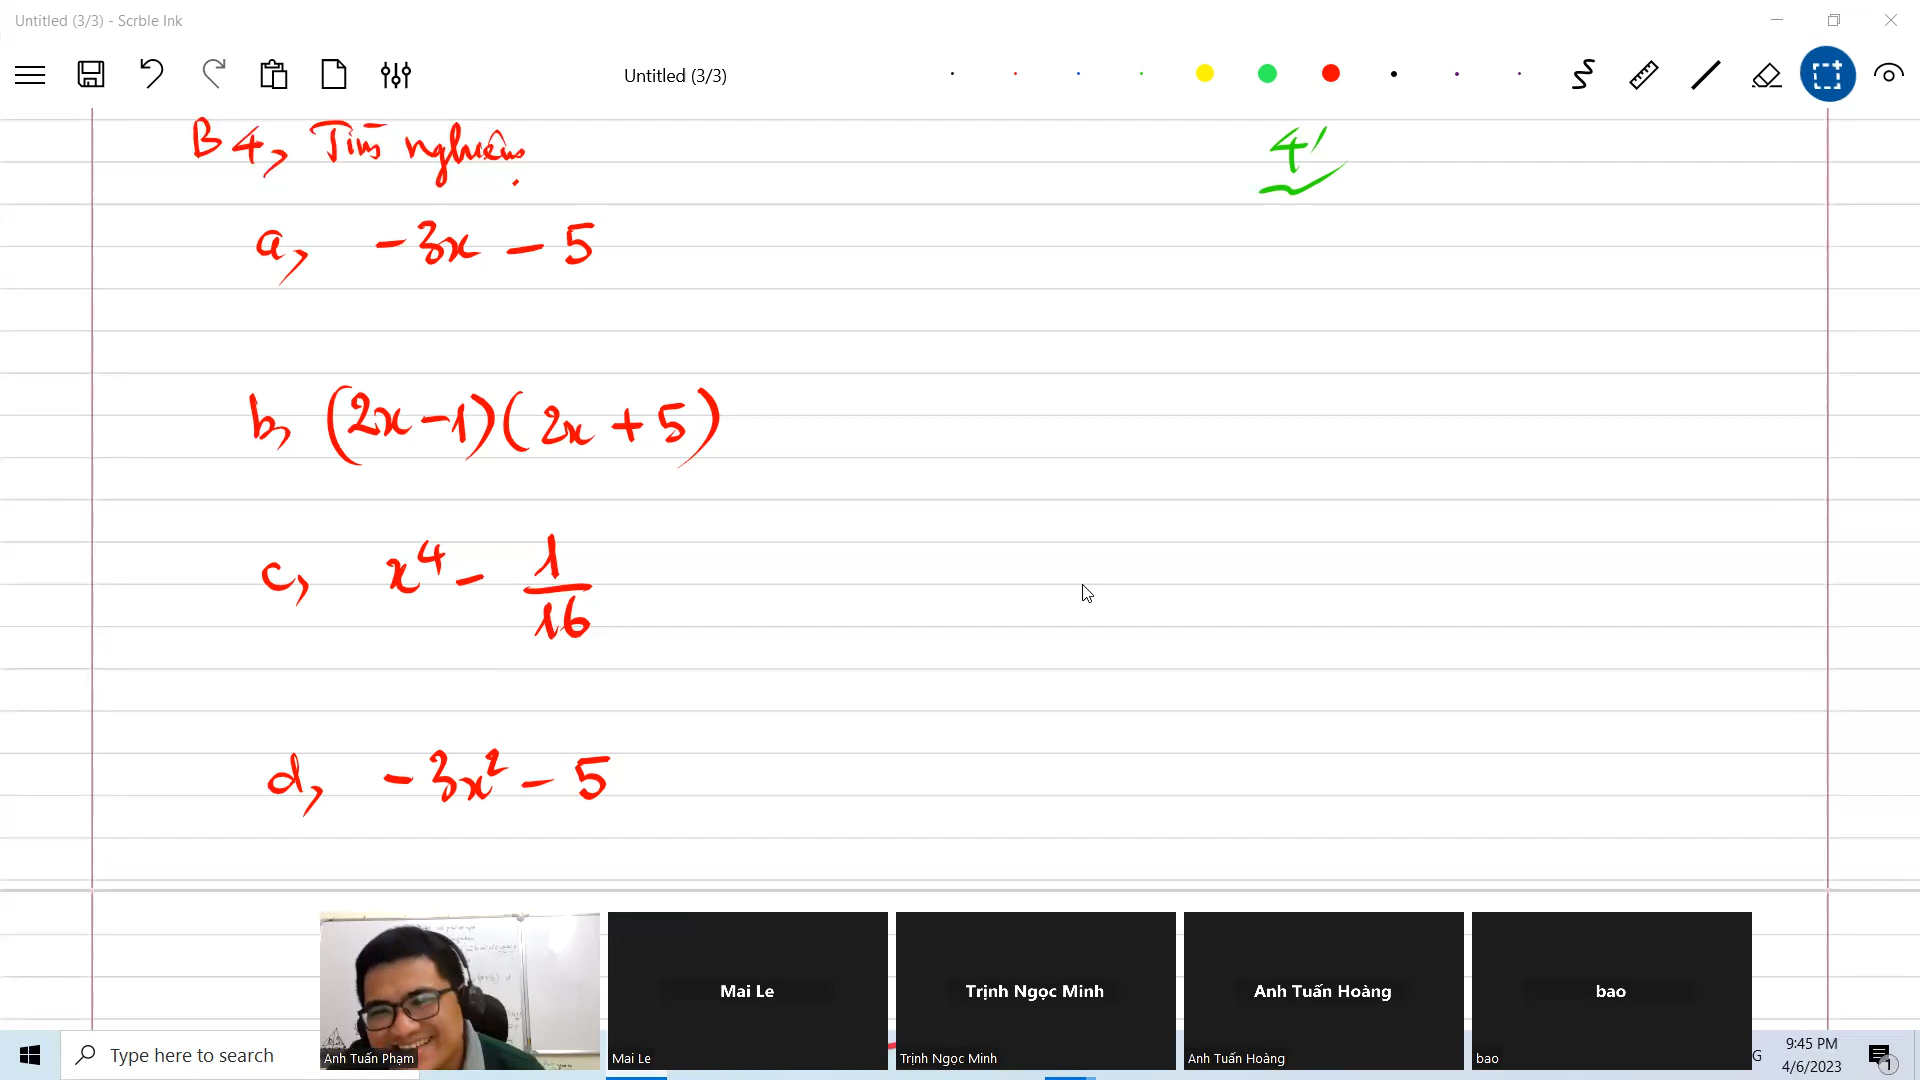 Untitled (3/3) - Scrble Ink
Untitled (3/3)
B4, Tìm nghiệm
4'
a, -3x - 5
b, (2x-1)(2x + 5)
c, x⁴ - 1/16
d, -3x² - 5
Mai Le
Trịnh Ngọc Minh
Anh Tuấn Hoàng
bao
Anh Tuấn Phạm
Mai Le
Trịnh Ngọc Minh
Anh Tuấn Hoàng
bao
Type here to search
G
9:45 PM
4/6/2023
1